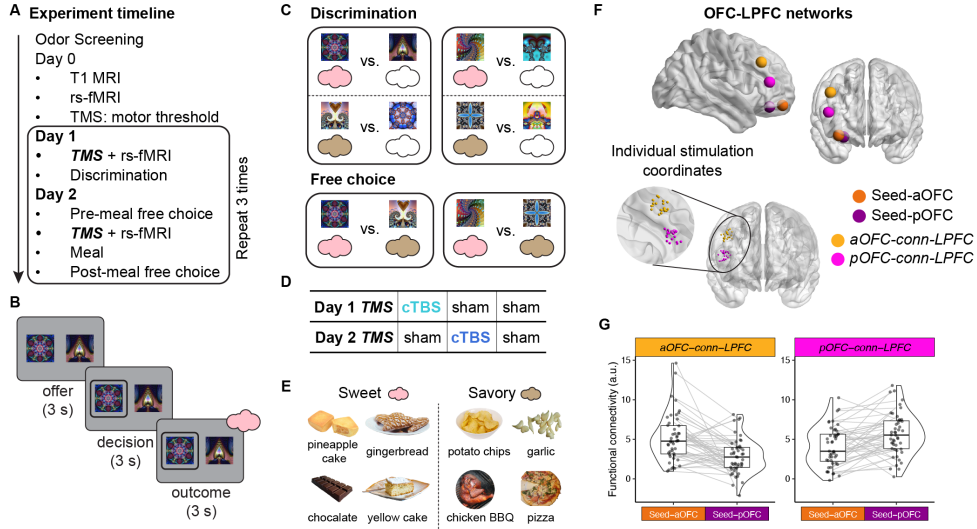 A Experiment timeline
Odor Screening
Day 0
• T1 MRI
• rs-fMRI
• TMS: motor threshold
Day 1
• TMS + rs-fMRI
• Discrimination
Day 2
• Pre-meal free choice
• TMS + rs-fMRI
• Meal
• Post-meal free choice
Repeat 3 times
B
offer
(3 s)
decision
(3 s)
outcome
(3 s)
C Discrimination
vs. vs.
vs. vs.
Free choice
vs. vs.
D
Day 1 TMS cTBS sham sham
Day 2 TMS sham cTBS sham
E
Sweet Savory
pineapple
cake
gingerbread
potato chips
garlic
chocolate
yellow cake
chicken BBQ
pizza
F OFC-LPFC networks
Individual stimulation
coordinates
Seed-aOFC
Seed-pOFC
aOFC-conn-LPFC
pOFC-conn-LPFC
G
aOFC–conn–LPFC
pOFC–conn–LPFC
Functional connectivity (a.u.)
15
10
5
0
Seed–aOFC Seed–pOFC
15
10
5
0
Seed–aOFC Seed–pOFC